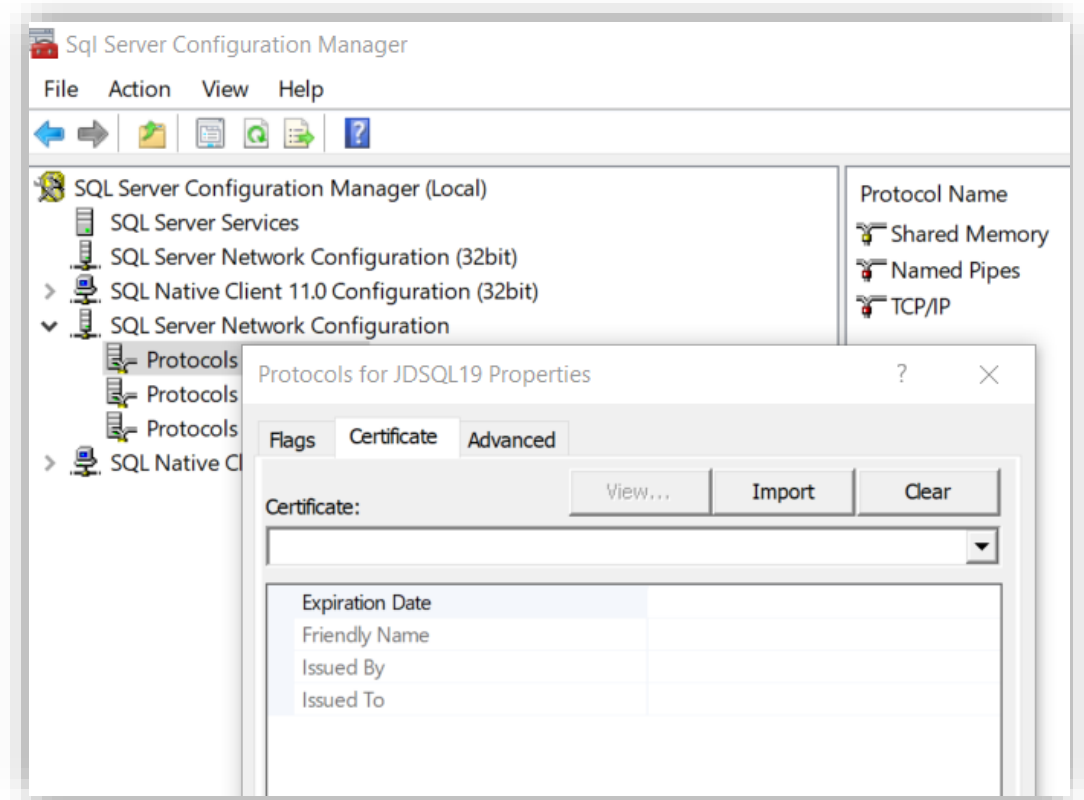 Sql Server Configuration Manager
File Action View Help
SQL Server Configuration Manager (Local)
SQL Server Services
SQL Server Network Configuration (32bit)
SQL Native Client 11.0 Configuration (32bit)
SQL Server Network Configuration
Protocols
Protocols
Protocols
SQL Native Cl
Protocol Name
Shared Memory
Named Pipes
TCP/IP
Protocols for JDSQL19 Properties
Flags Certificate Advanced
View... Import Clear
Certificate:
Expiration Date
Friendly Name
Issued By
Issued To